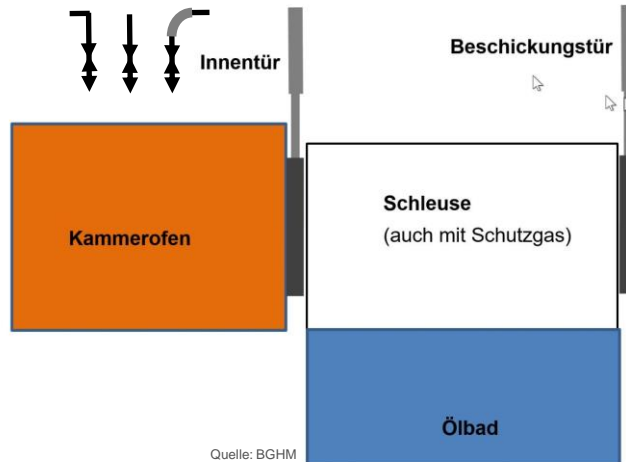 Innentür
Beschickungstür
Kammerofen
Schleuse
(auch mit Schutzgas)
Ölbad
Quelle: BGHM